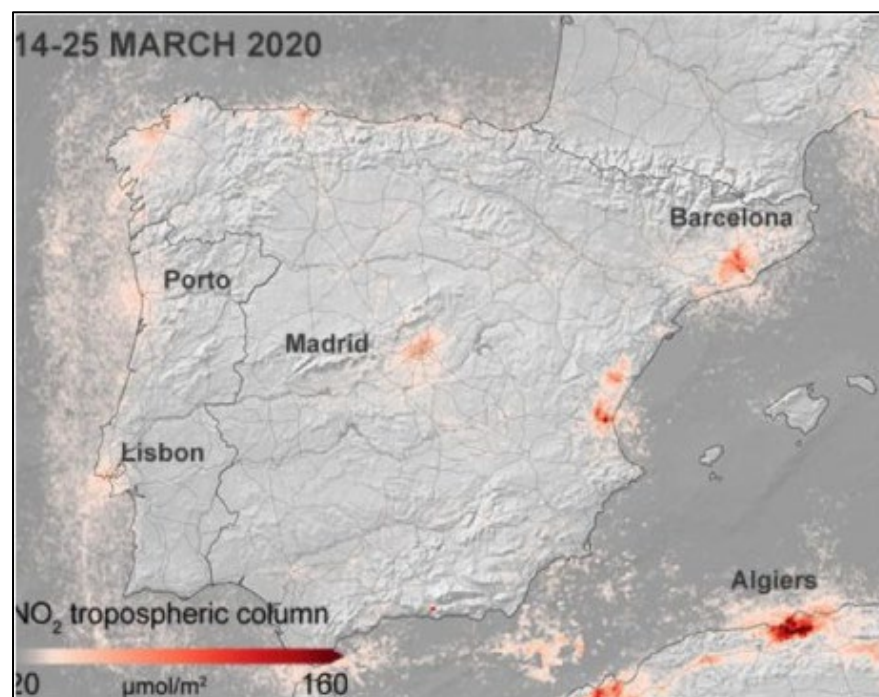 14-25 MARCH 2020
Barcelona
Porto
Madrid
Lisbon
Algiers
NO₂ tropospheric column
20 µmol/m² 160